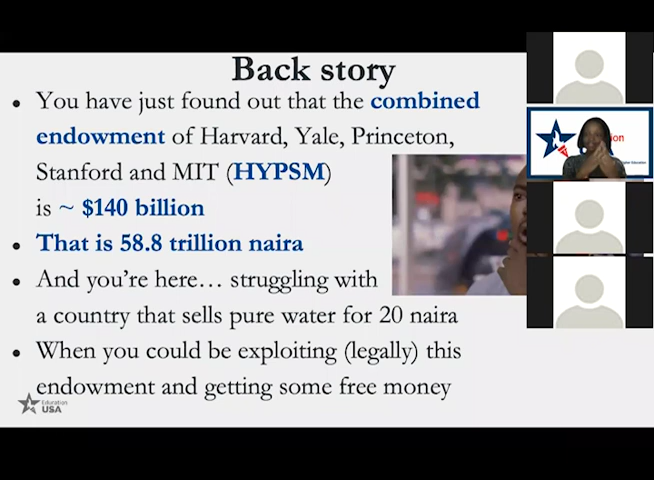 Back story
• You have just found out that the combined
endowment of Harvard, Yale, Princeton,
Stanford and MIT (HYPSM)
is ~ $140 billion
• That is 58.8 trillion naira
• And you're here… struggling with
a country that sells pure water for 20 naira
• When you could be exploiting (legally) this
endowment and getting some free money
Education
USA